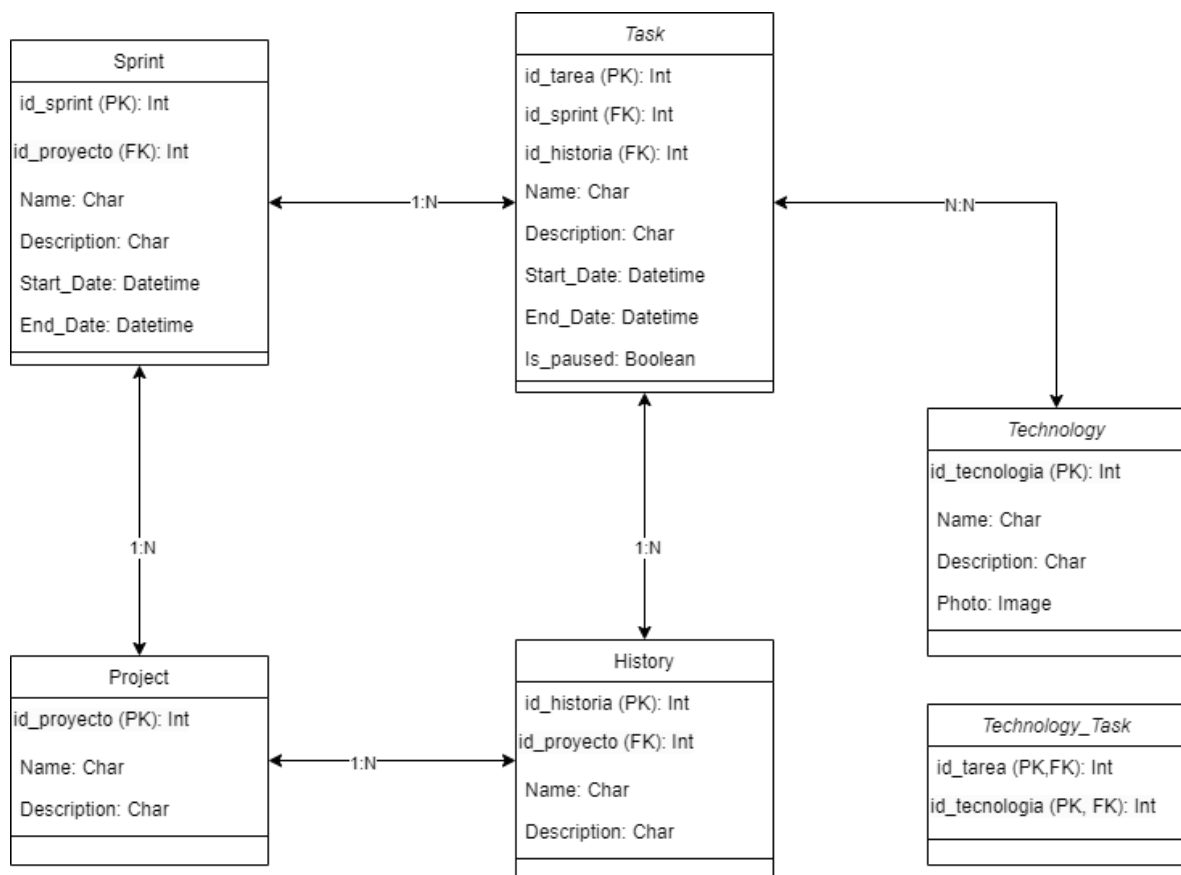 Sprint
id_sprint (PK): Int
id_proyecto (FK): Int
Name: Char
Description: Char
Start_Date: Datetime
End_Date: Datetime
1:N
Task
id_tarea (PK): Int
id_sprint (FK): Int
id_historia (FK): Int
Name: Char
Description: Char
Start_Date: Datetime
End_Date: Datetime
Is_paused: Boolean
N:N
Technology
id_tecnologia (PK): Int
Name: Char
Description: Char
Photo: Image
1:N
1:N
Project
id_proyecto (PK): Int
Name: Char
Description: Char
1:N
History
id_historia (PK): Int
id_proyecto (FK): Int
Name: Char
Description: Char
Technology_Task
id_tarea (PK,FK): Int
id_tecnologia (PK, FK): Int